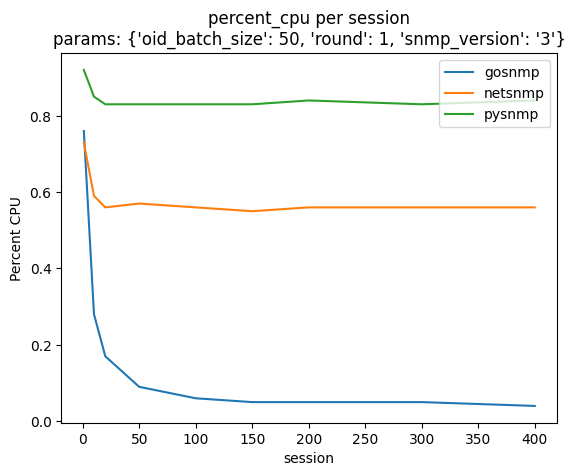 percent_cpu per session
params: {'oid_batch_size': 50, 'round': 1, 'snmp_version': '3'}
gosnmp
netsnmp
pysnmp
Percent CPU
0.8
0.6
0.4
0.2
0.0
0 50 100 150 200 250 300 350 400
session